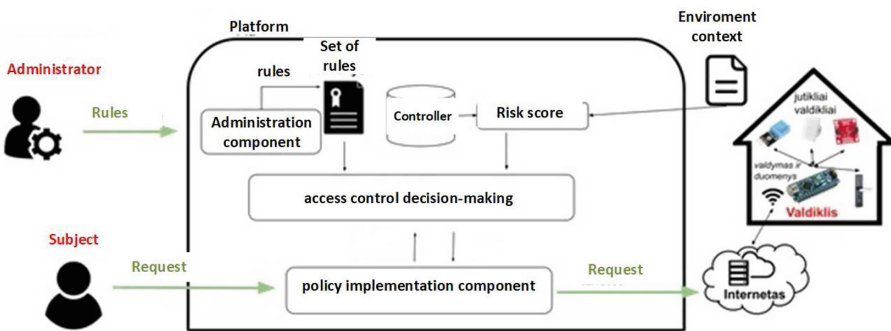 Platform
Enviroment
context
Administrator
Rules
rules
Set of
rules
Administration
component
Controller
Risk score
jutikliai
valdikliai
valdymas ir
duomenys
Valdiklis
access control decision-making
Subject
Request
policy implementation component
Request
Internetas